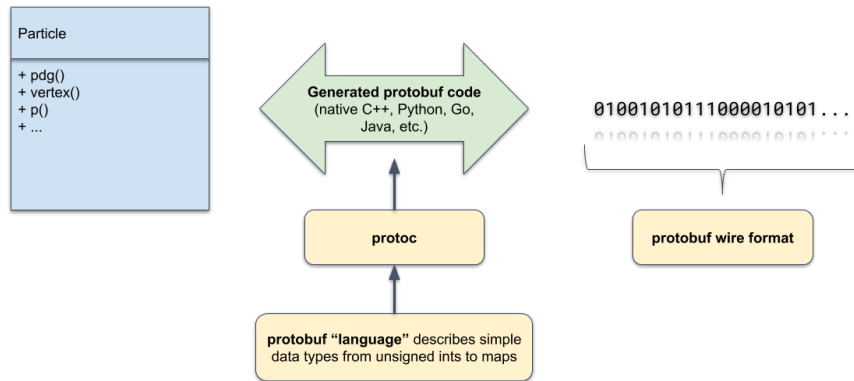 Particle
+ pdg()
+ vertex()
+ p()
+ ...
Generated protobuf code
(native C++, Python, Go,
Java, etc.)
01001010111000010101...
protoc
protobuf wire format
protobuf “language” describes simple
data types from unsigned ints to maps